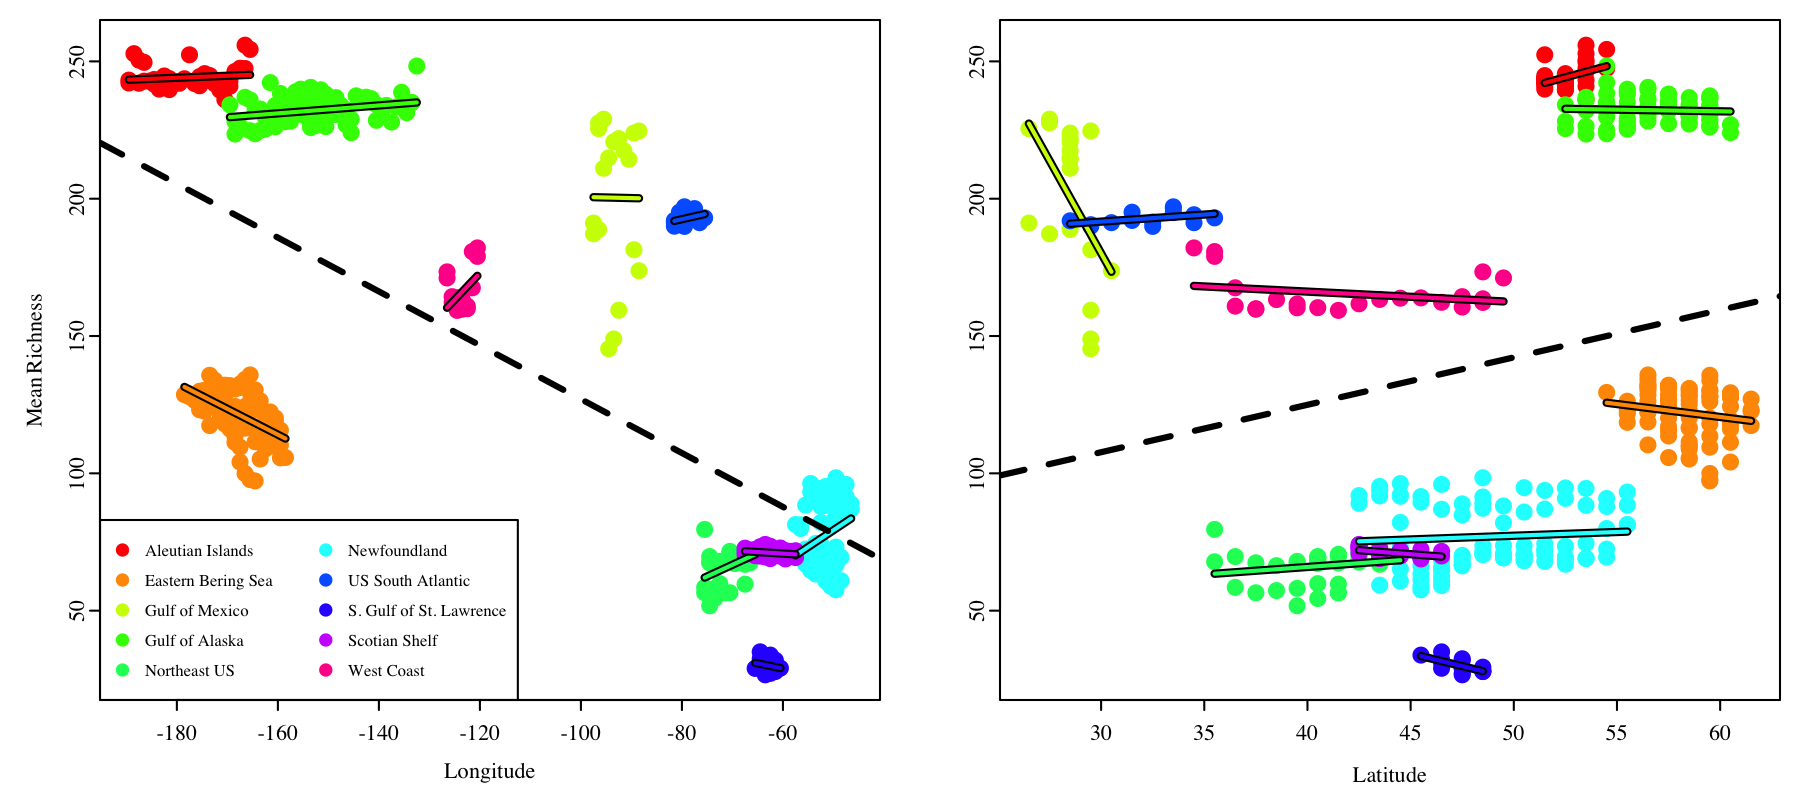 250
200
150
100
50
Mean Richness
Aleutian Islands
Eastern Bering Sea
Gulf of Mexico
Gulf of Alaska
Northeast US
Newfoundland
US South Atlantic
S. Gulf of St. Lawrence
Scotian Shelf
West Coast
-180 -160 -140 -120 -100 -80 -60
Longitude
250
200
150
100
50
30 35 40 45 50 55 60
Latitude